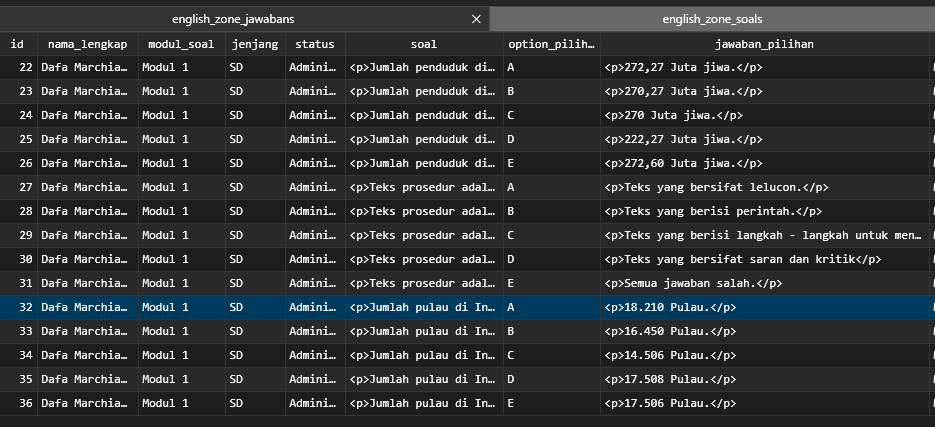 english_zone_jawabans × english_zone_soals
id nama_lengkap modul_soal jenjang status soal option_pilih… jawaban_pilihan
22 Dafa Marchia… Modul 1 SD Admini… <p>Jumlah penduduk di… A <p>272,27 Juta jiwa.</p>
23 Dafa Marchia… Modul 1 SD Admini… <p>Jumlah penduduk di… B <p>270,27 Juta jiwa.</p>
24 Dafa Marchia… Modul 1 SD Admini… <p>Jumlah penduduk di… C <p>270 Juta jiwa.</p>
25 Dafa Marchia… Modul 1 SD Admini… <p>Jumlah penduduk di… D <p>222,27 Juta jiwa.</p>
26 Dafa Marchia… Modul 1 SD Admini… <p>Jumlah penduduk di… E <p>272,60 Juta jiwa.</p>
27 Dafa Marchia… Modul 1 SD Admini… <p>Teks prosedur adal… A <p>Teks yang bersifat lelucon.</p>
28 Dafa Marchia… Modul 1 SD Admini… <p>Teks prosedur adal… B <p>Teks yang berisi perintah.</p>
29 Dafa Marchia… Modul 1 SD Admini… <p>Teks prosedur adal… C <p>Teks yang berisi langkah - langkah untuk men…
30 Dafa Marchia… Modul 1 SD Admini… <p>Teks prosedur adal… D <p>Teks yang bersifat saran dan kritik</p>
31 Dafa Marchia… Modul 1 SD Admini… <p>Teks prosedur adal… E <p>Semua jawaban salah.</p>
32 Dafa Marchia… Modul 1 SD Admini… <p>Jumlah pulau di In… A <p>18.210 Pulau.</p>
33 Dafa Marchia… Modul 1 SD Admini… <p>Jumlah pulau di In… B <p>16.450 Pulau.</p>
34 Dafa Marchia… Modul 1 SD Admini… <p>Jumlah pulau di In… C <p>14.506 Pulau.</p>
35 Dafa Marchia… Modul 1 SD Admini… <p>Jumlah pulau di In… D <p>17.508 Pulau.</p>
36 Dafa Marchia… Modul 1 SD Admini… <p>Jumlah pulau di In… E <p>17.506 Pulau.</p>